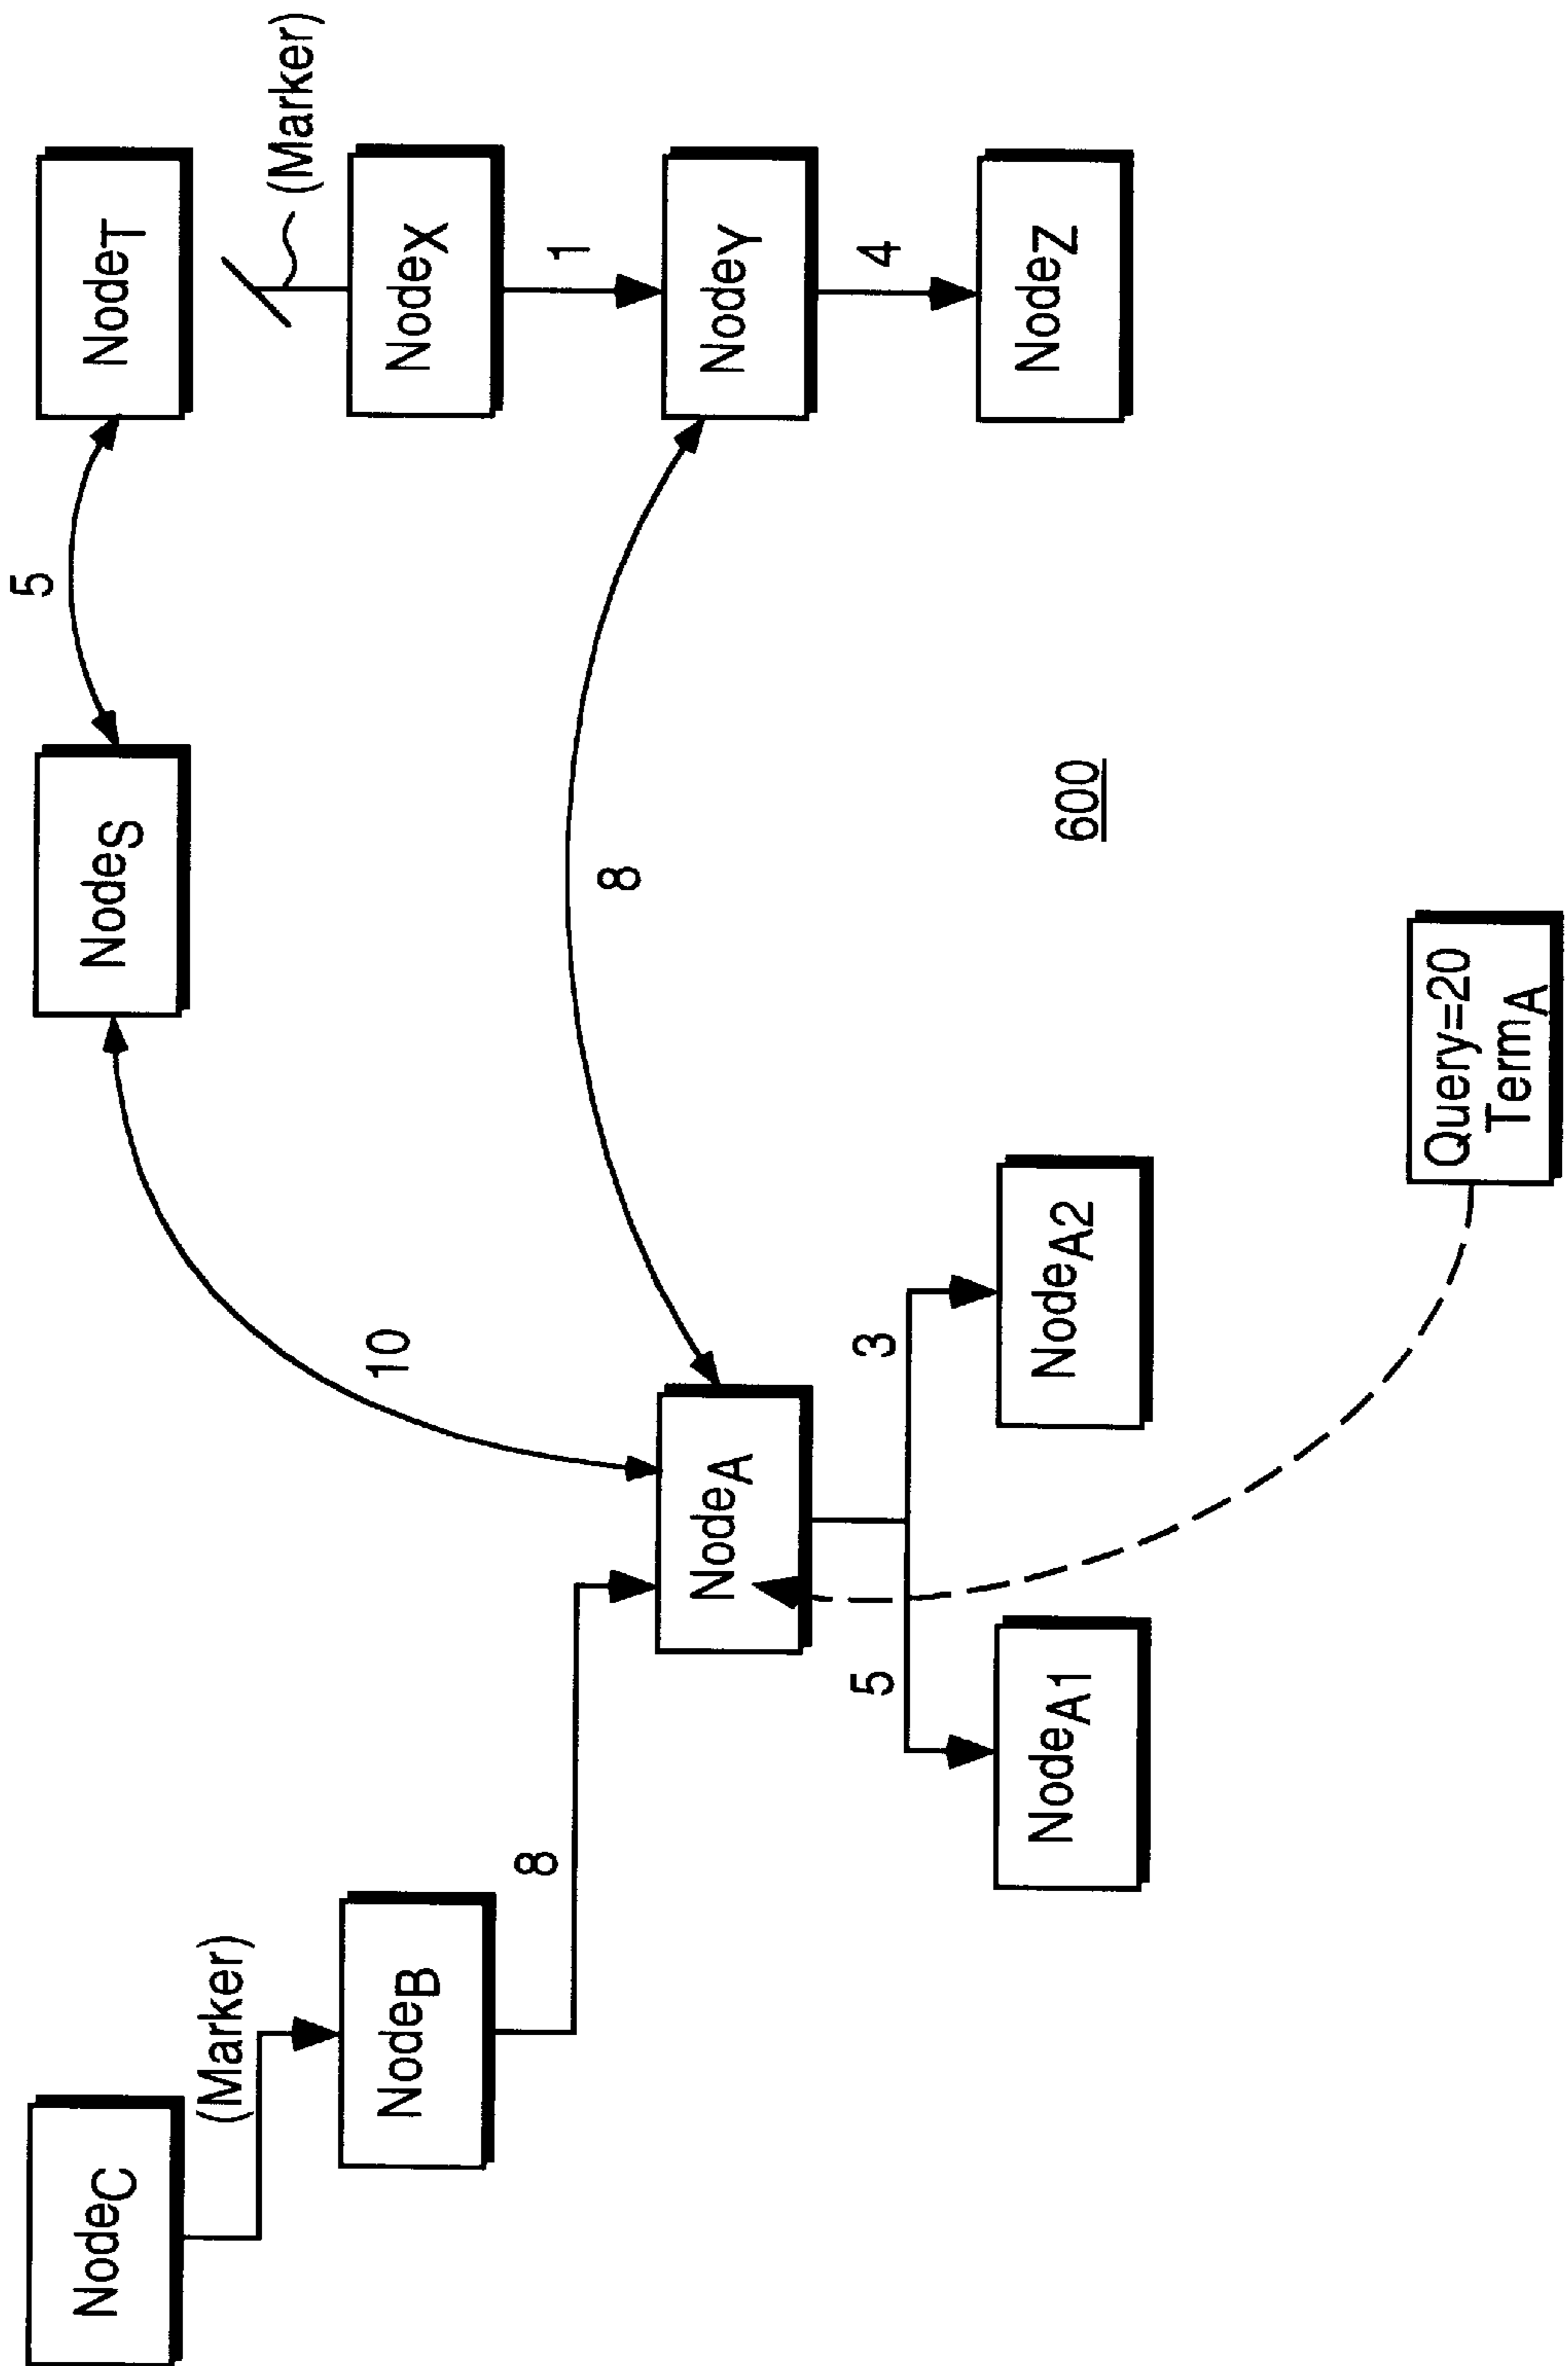 NodeC
(Marker)
NodeB
8
NodeA
5
3
NodeA1
NodeA2
10
NodeS
5
NodeT
(Marker)
NodeX
1
NodeY
4
NodeZ
8
600
Query=20
TermA